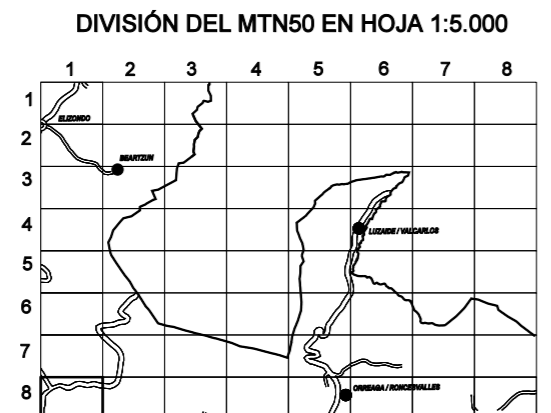 DIVISIÓN DEL MTN50 EN HOJA 1:5.000
1 2 3 4 5 6 7 8
1
ELIZONDO
2
BEARTZUN
3
4
LUZAIDE / VALCARLOS
5
6
7
8
ORREAGA / RONCESVALLES